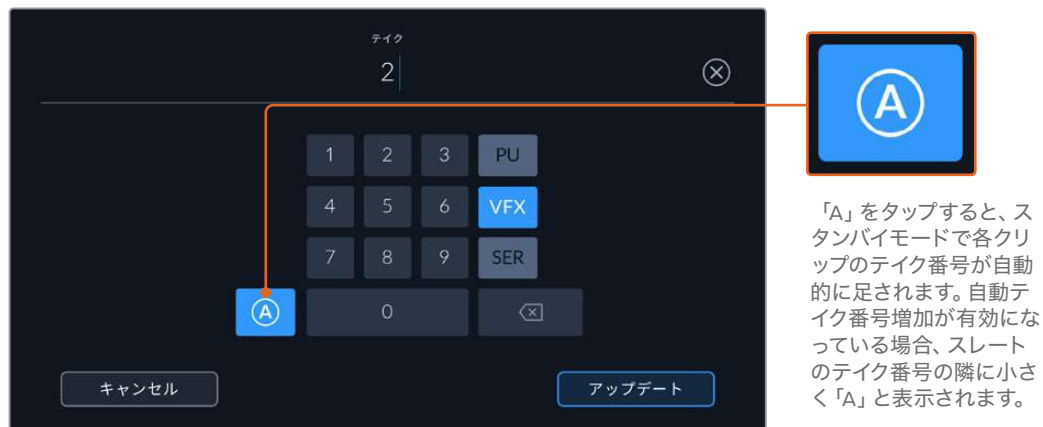 テイク
2
1 2 3 PU
4 5 6 VFX
7 8 9 SER
A 0
キャンセル アップデート
A
「A」をタップすると、ス
タンバイモードで各クリ
ップのテイク番号が自動
的に足されます。自動テ
イク番号増加が有効にな
っている場合、スレート
のテイク番号の隣に小さ
く「A」と表示されます。